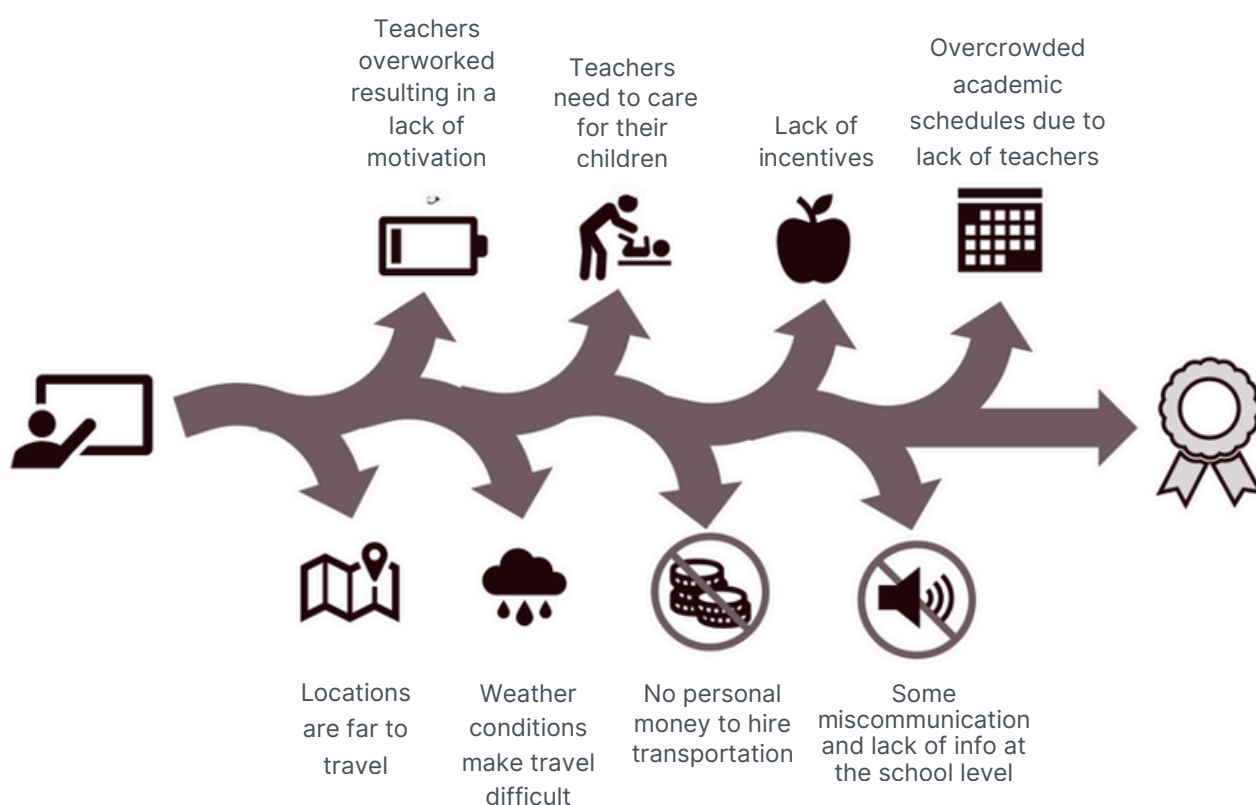 Teachers
overworked
resulting in a
lack of
motivation
Teachers
need to care
for their
children
Lack of
incentives
Overcrowded
academic
schedules due to
lack of teachers
Locations
are far to
travel
Weather
conditions
make travel
difficult
No personal
money to hire
transportation
Some
miscommunication
and lack of info at
the school level